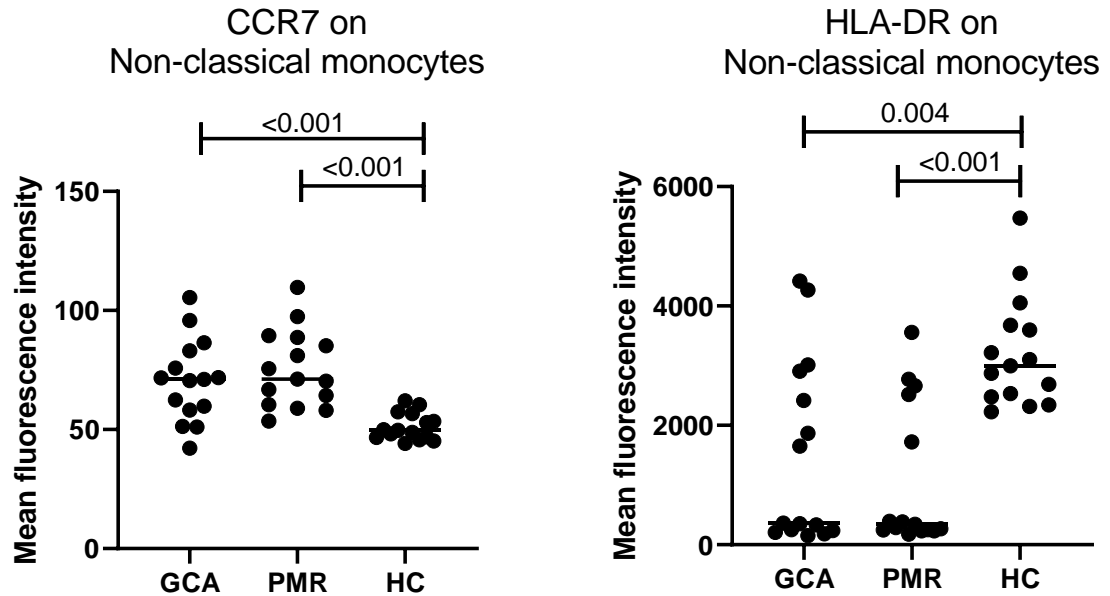 CCR7 on
Non-classical monocytes
<0.001
<0.001
Mean fluorescence intensity
150
100
50
0
GCA
PMR
HC
HLA-DR on
Non-classical monocytes
0.004
<0.001
Mean fluorescence intensity
6000
4000
2000
0
GCA
PMR
HC